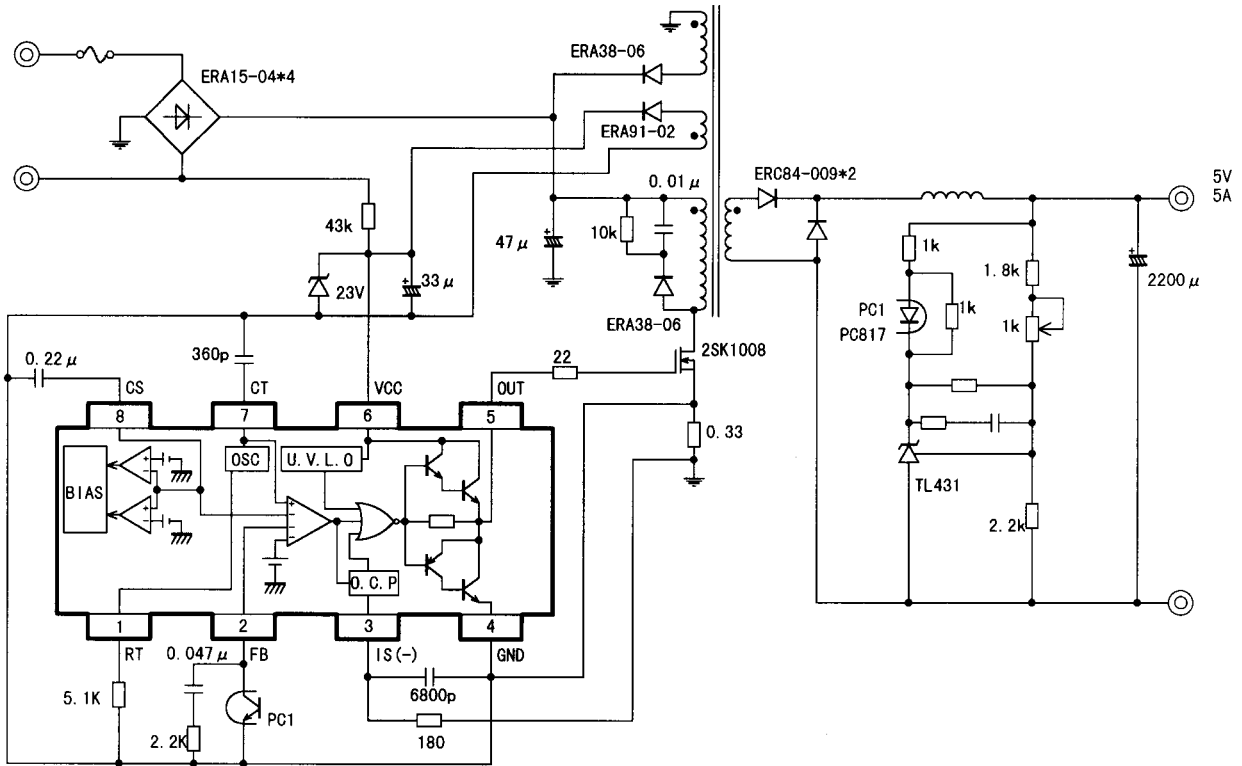 ERA38-06
ERA15-04*4
ERA91-02
ERC84-009*2
5V
5A
0.01μ
43k
47μ
10k
1k
1.8k
2200μ
23V
33μ
PC1
PC817
1k
1k
ERA38-06
2SK1008
0.22μ
360p
22
CS
CT
VCC
OUT
8
7
6
5
0.33
OSC
U.V.L.O
BIAS
TL431
2.2k
O.C.P
1
2
3
4
RT
0.047μ
FB
IS(-)
GND
6800p
5.1K
PC1
2.2K
180